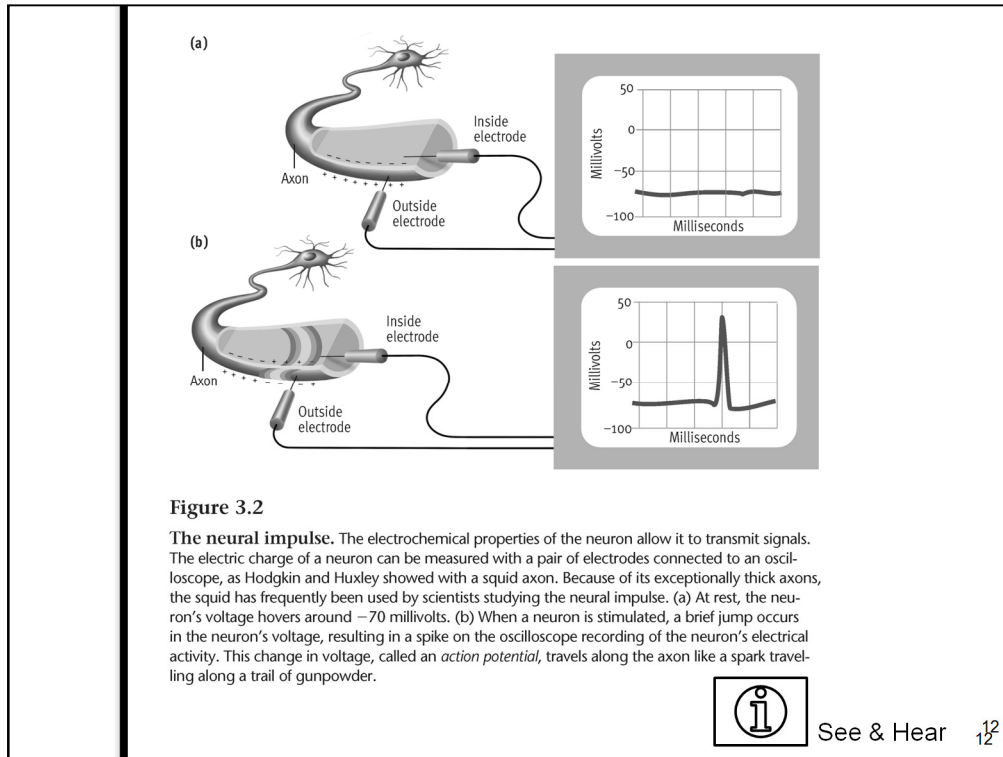 (a)
50
0
−50
−100
Millivolts
Milliseconds
Inside
electrode
Axon
- - - - - - - - -
+ + + + + + + +
Outside
electrode
(b)
50
0
−50
−100
Millivolts
Milliseconds
Inside
electrode
Axon
Outside
electrode
Figure 3.2
The neural impulse. The electrochemical properties of the neuron allow it to transmit signals.
The electric charge of a neuron can be measured with a pair of electrodes connected to an oscil-
loscope, as Hodgkin and Huxley showed with a squid axon. Because of its exceptionally thick axons,
the squid has frequently been used by scientists studying the neural impulse. (a) At rest, the neu-
ron's voltage hovers around −70 millivolts. (b) When a neuron is stimulated, a brief jump occurs
in the neuron's voltage, resulting in a spike on the oscilloscope recording of the neuron's electrical
activity. This change in voltage, called an action potential, travels along the axon like a spark travel-
ling along a trail of gunpowder.
i
See & Hear
12
12